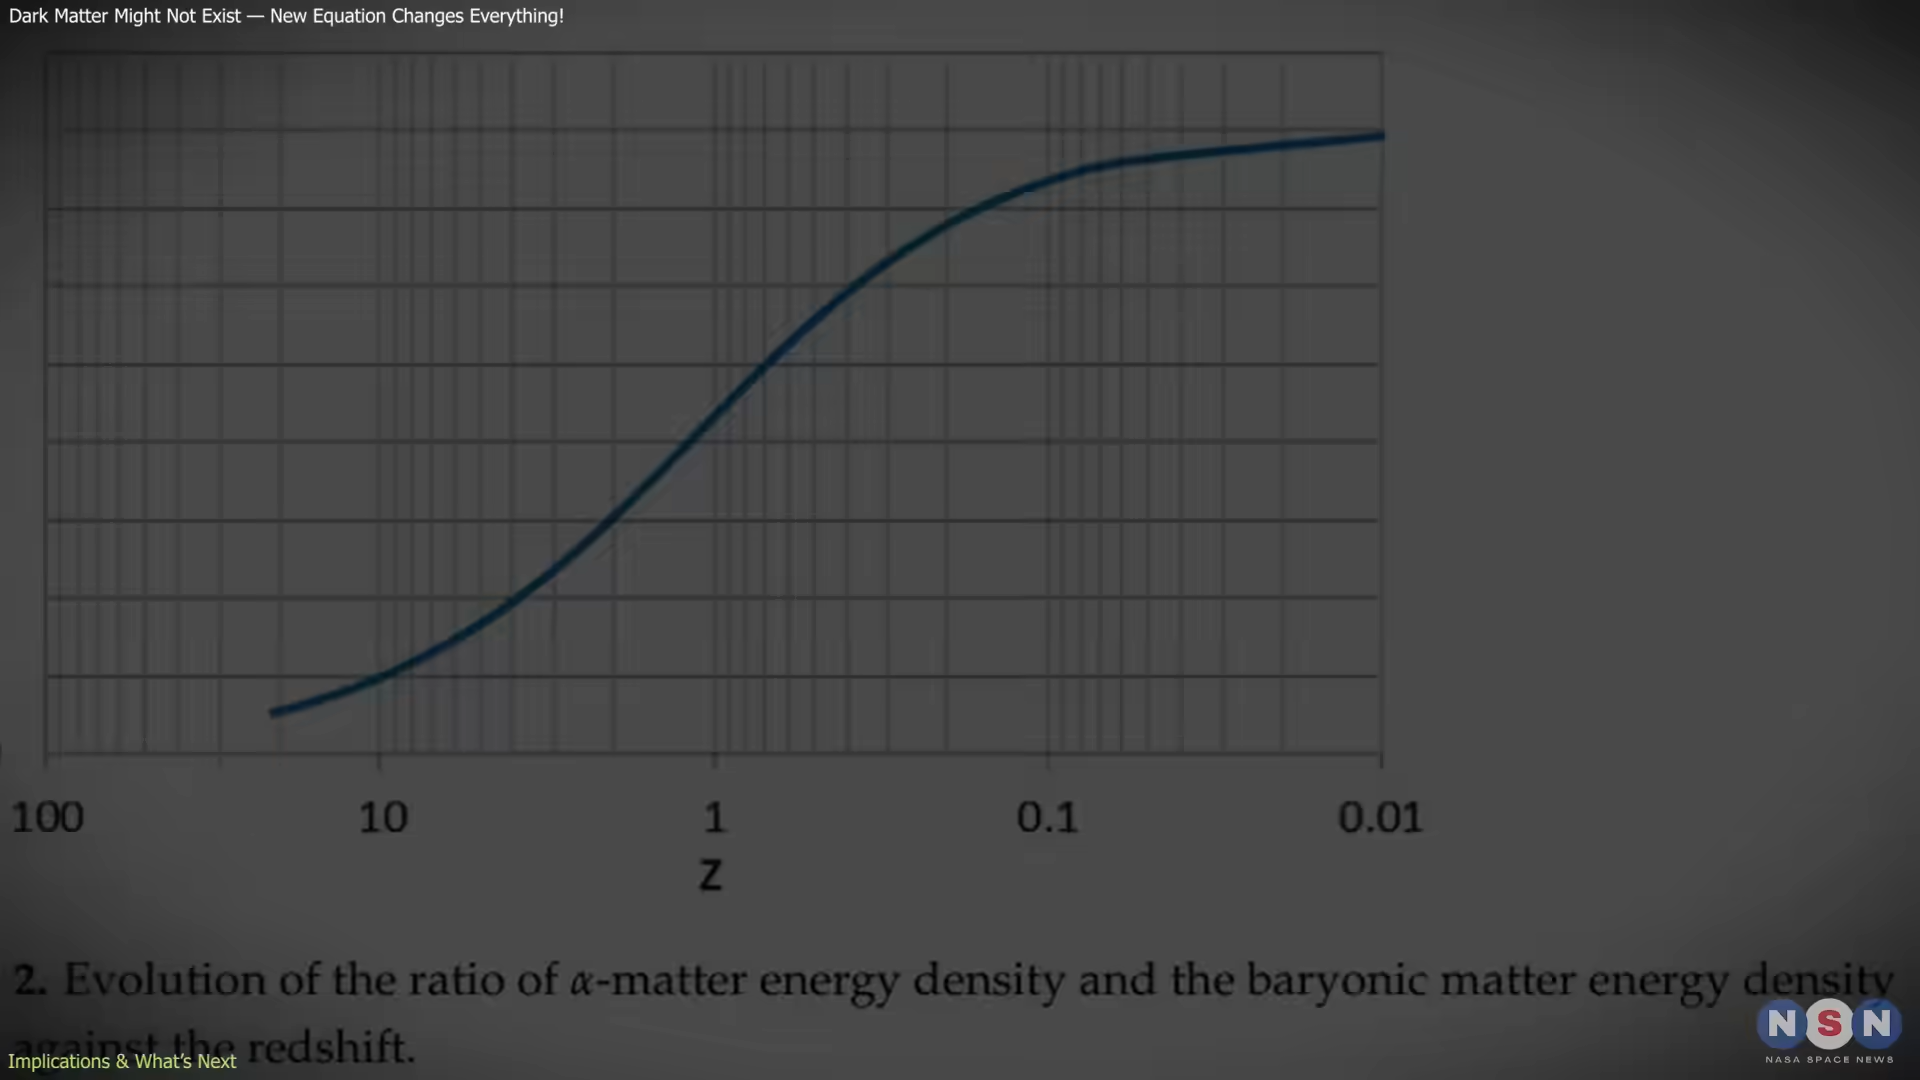 Dark Matter Might Not Exist — New Equation Changes Everything!
100 10 1 0.1 0.01
z
2. Evolution of the ratio of α-matter energy density and the baryonic matter energy density
against the redshift.
Implications & What's Next
NSN
NASA SPACE NEWS